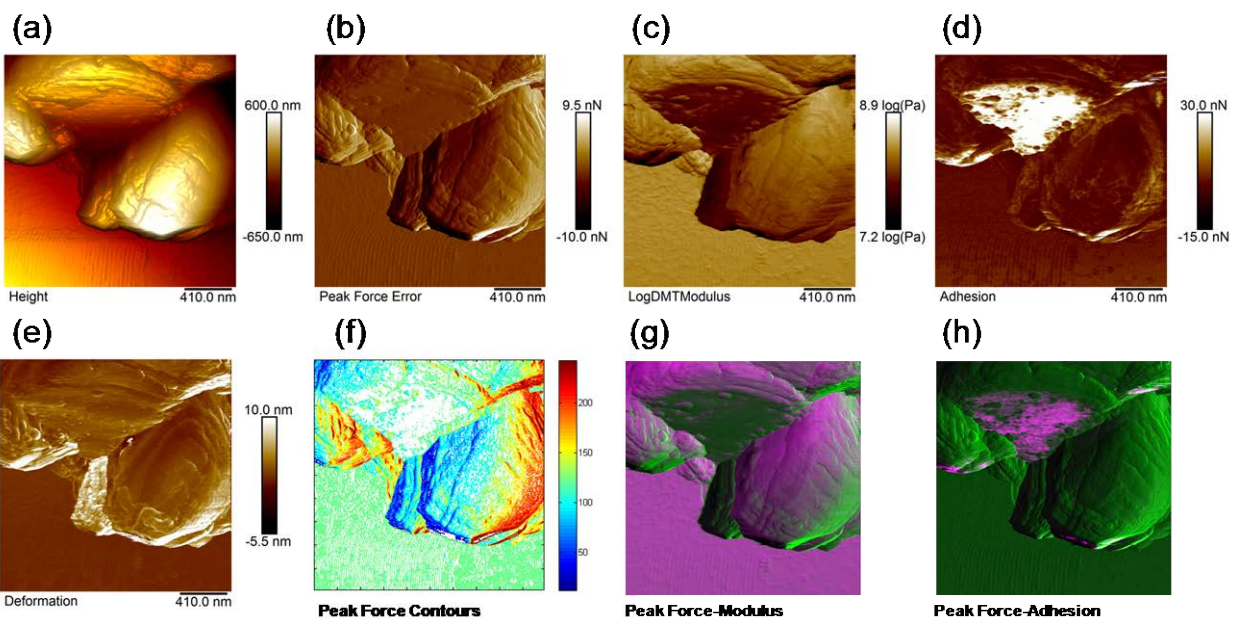 (a)
(b)
(c)
(d)
600.0 nm
9.5 nN
8.9 log(Pa)
30.0 nN
-650.0 nm
-10.0 nN
7.2 log(Pa)
-15.0 nN
Height
410.0 nm
Peak Force Error
410.0 nm
LogDMTModulus
410.0 nm
Adhesion
410.0 nm
(e)
(f)
(g)
(h)
10.0 nm
-5.5 nm
200
150
100
50
Deformation
410.0 nm
Peak Force Contours
Peak Force-Modulus
Peak Force-Adhesion